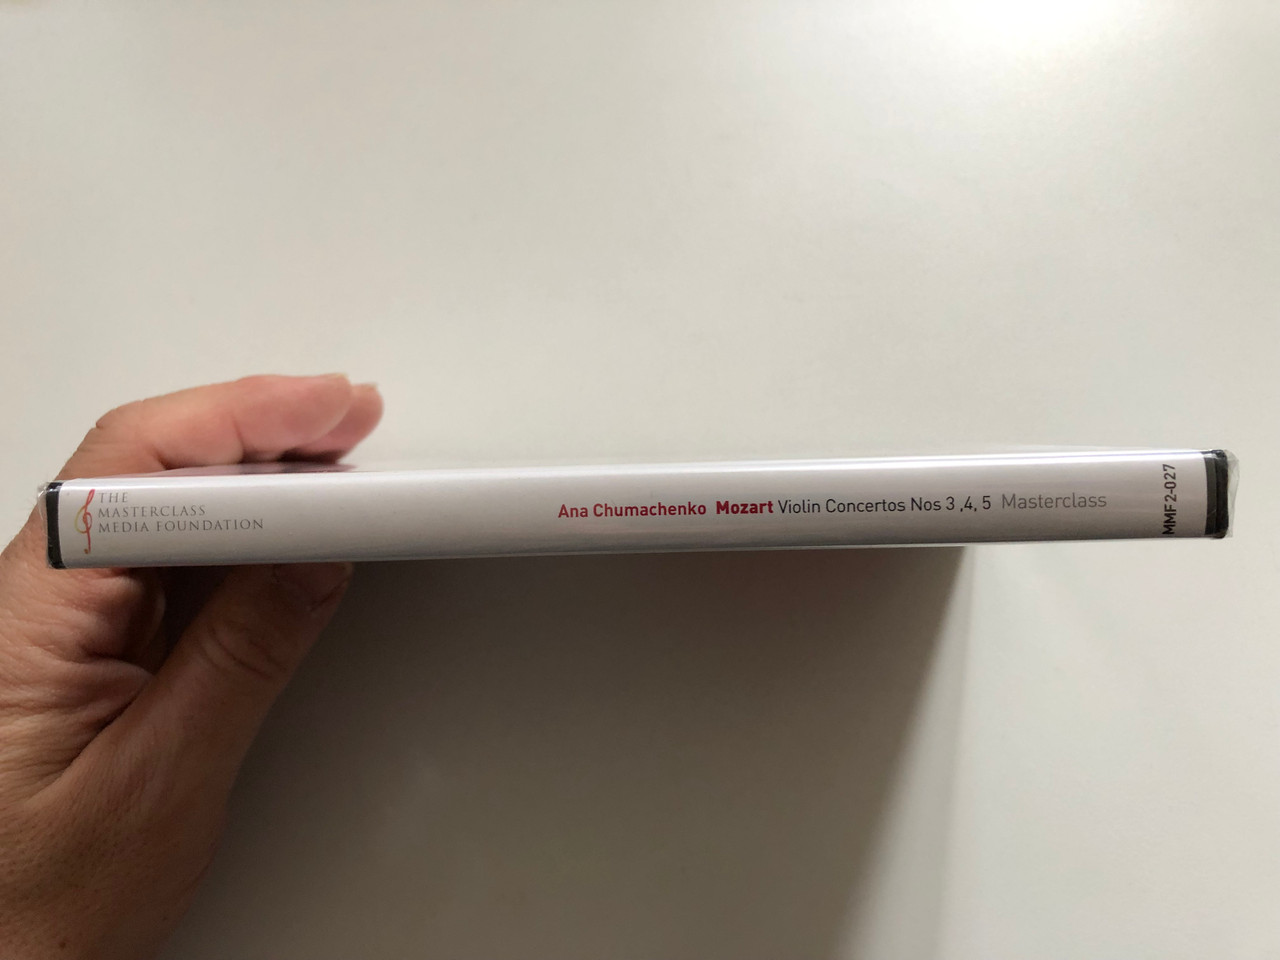 THE
MASTERCLASS
MEDIA FOUNDATION
Ana Chumachenko Mozart Violin Concertos Nos 3 ,4, 5 Masterclass
MMF2-027